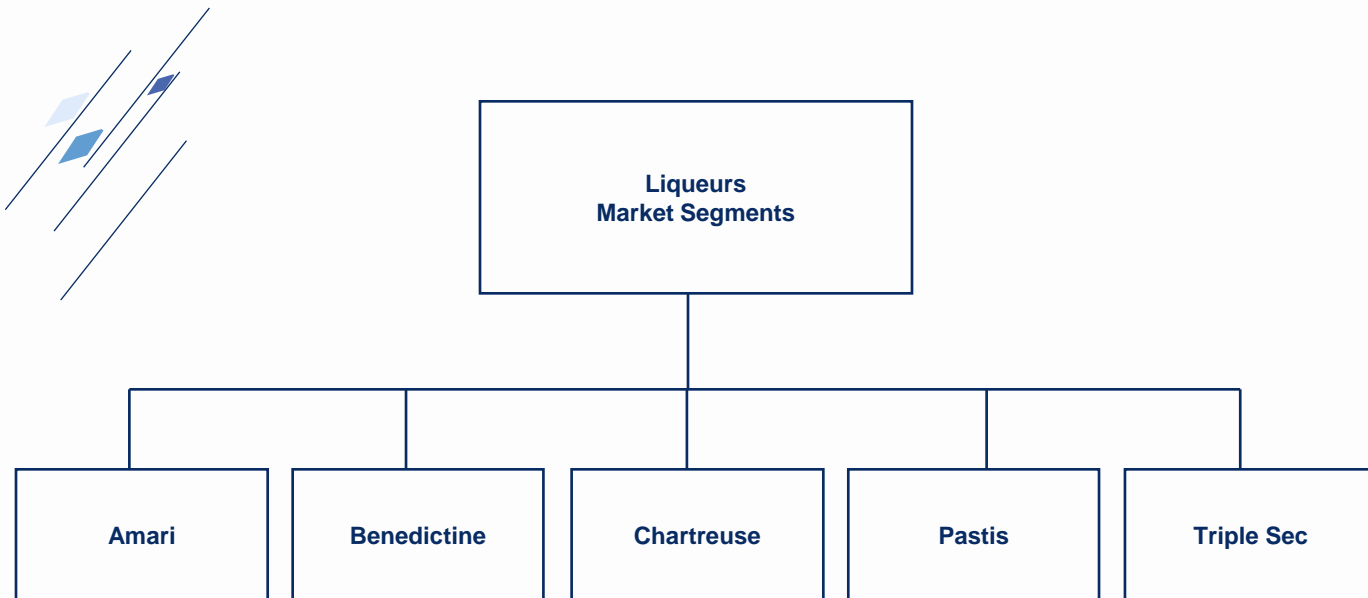 Liqueurs
Market Segments
Amari
Benedictine
Chartreuse
Pastis
Triple Sec